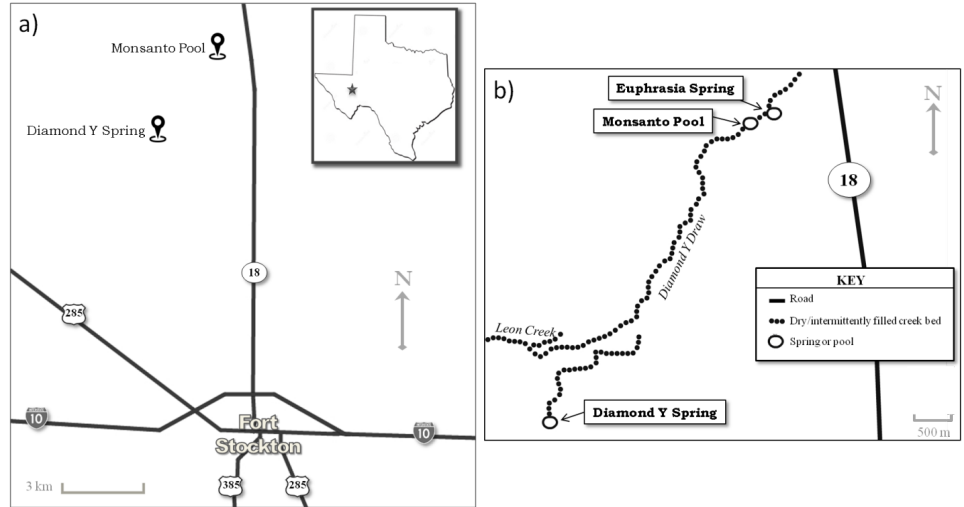 a)
Monsanto Pool
Diamond Y Spring
18
N
285
10
Fort
Stockton
10
3 km
385
285
b)
Euphrasia Spring
Monsanto Pool
N
18
Diamond Y Draw
KEY
Road
Dry/intermittently filled creek bed
Spring or pool
Leon Creek
Diamond Y Spring
500 m